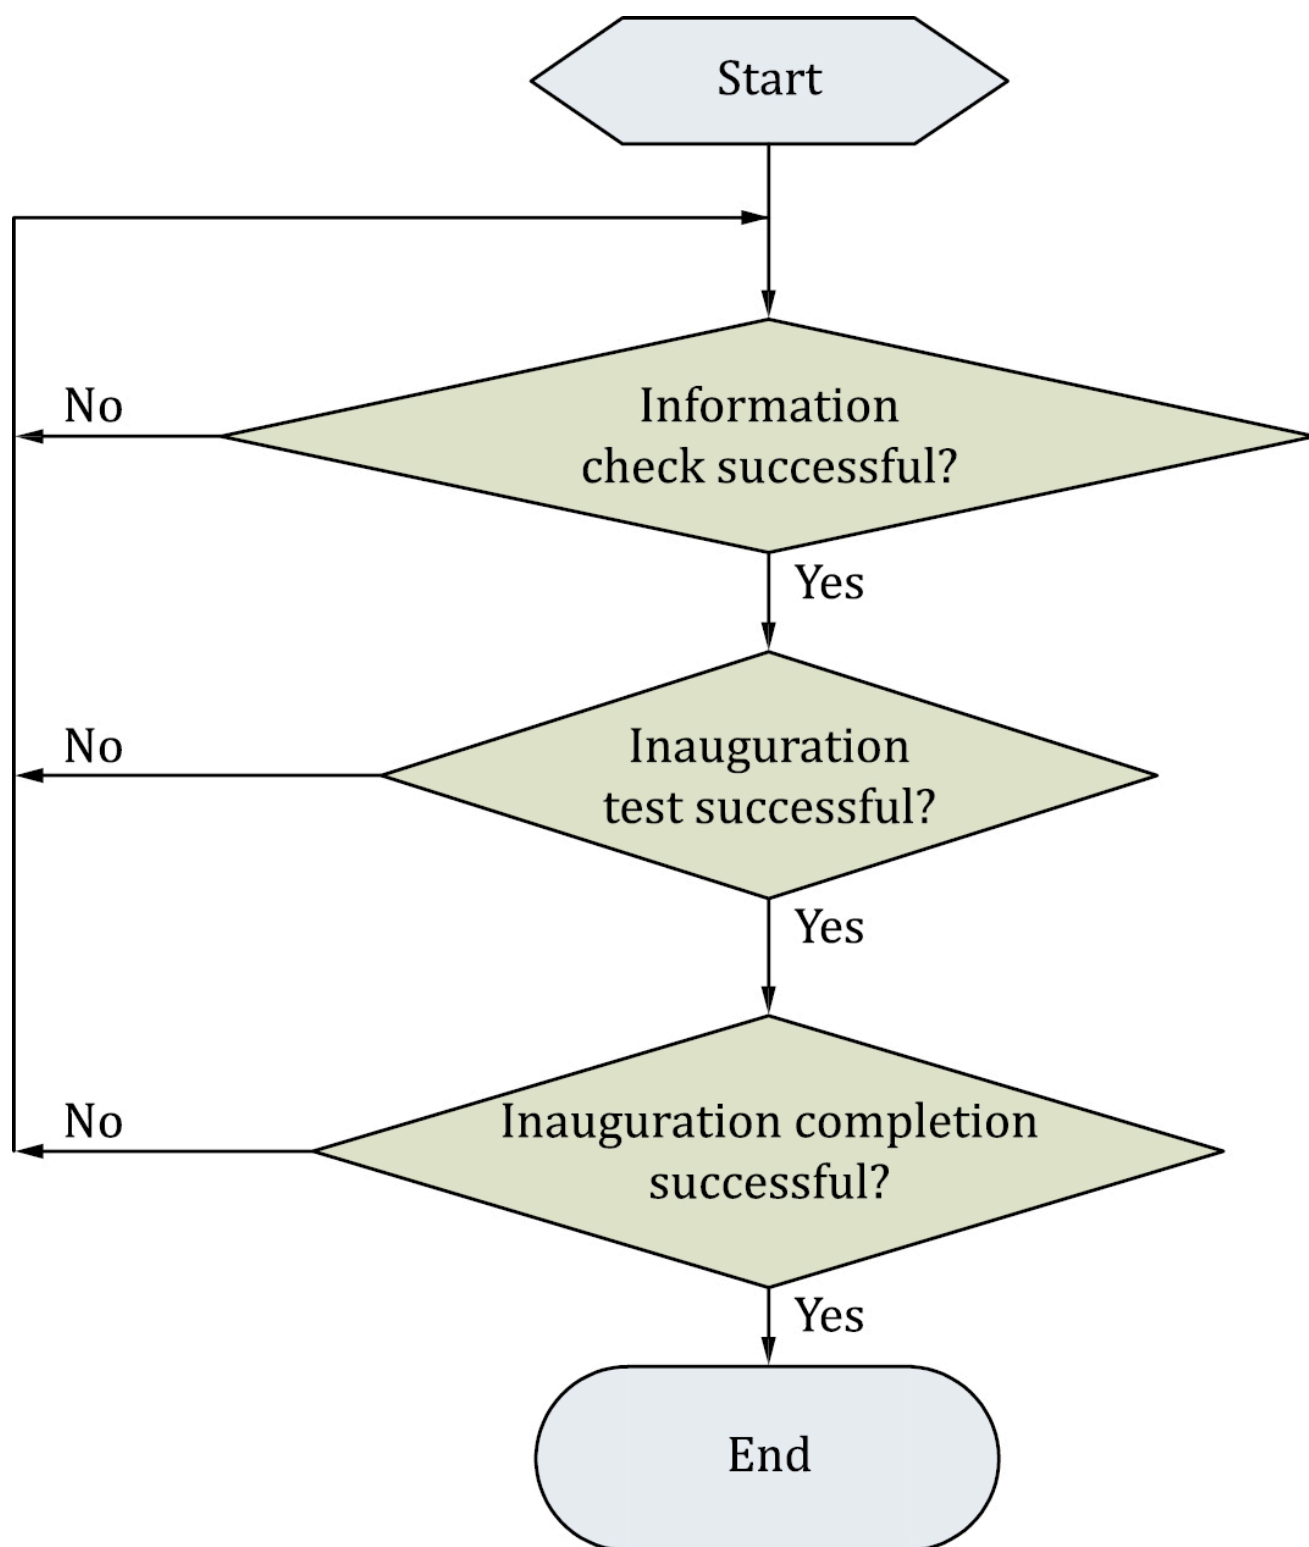 Start
No
Information
check successful?
Yes
No
Inauguration
test successful?
Yes
No
Inauguration completion
successful?
Yes
End